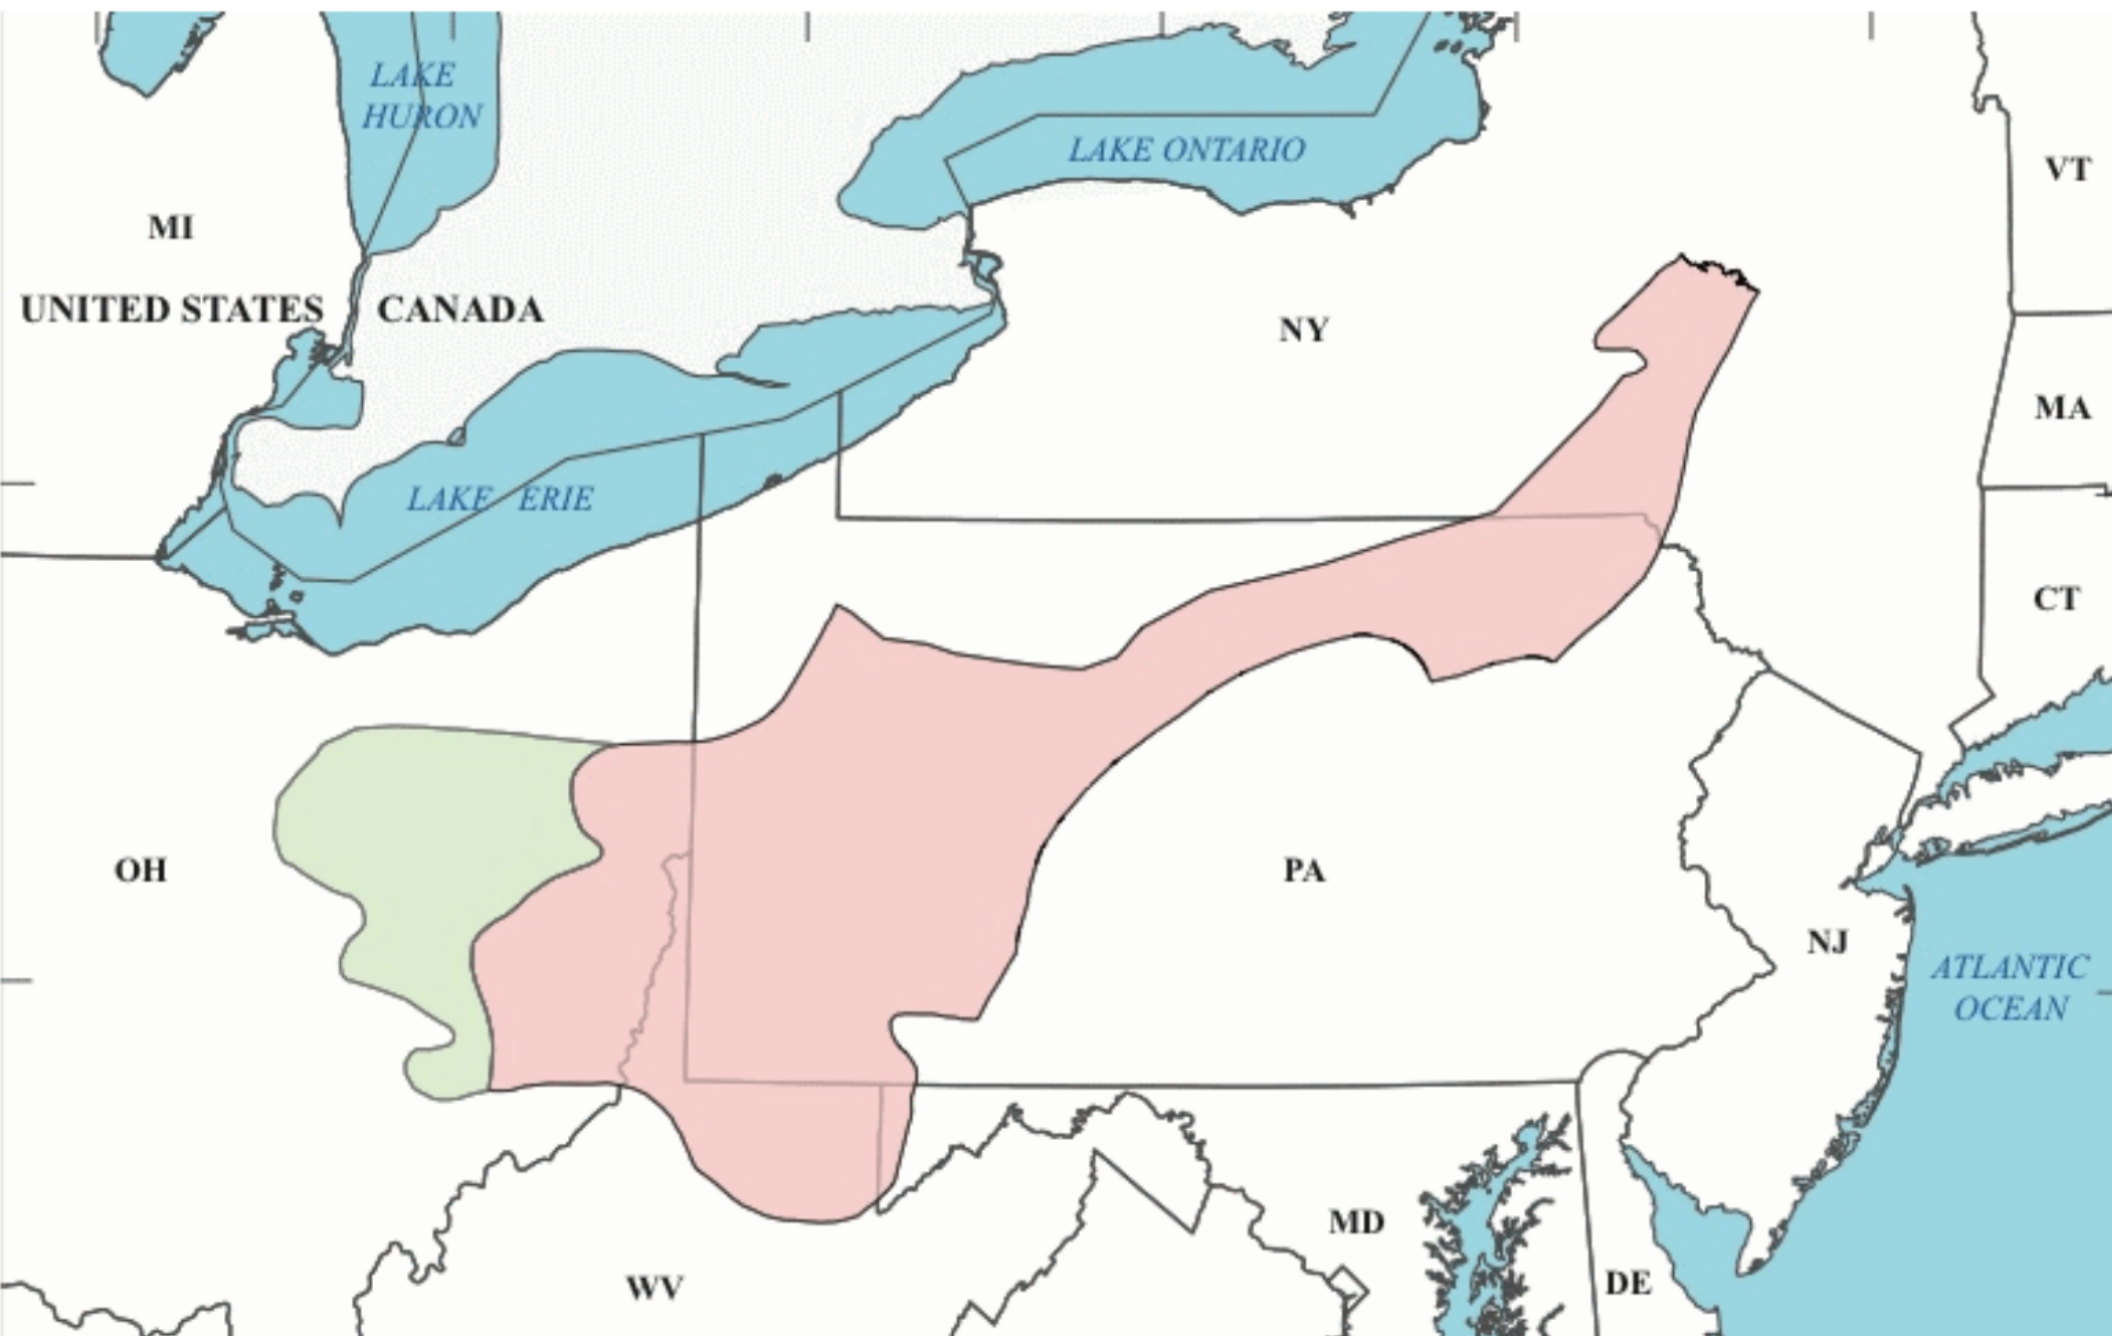 LAKE
HURON
LAKE ONTARIO
VT
MI
UNITED STATES
CANADA
NY
MA
LAKE ERIE
CT
OH
PA
NJ
ATLANTIC
OCEAN
MD
WV
DE